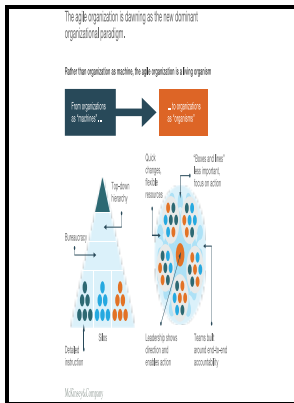 The agile organization is dawning as the new dominant
organizational paradigm.
Rather than organization as machine, the agile organization is a living organism
From organizations
as “machines” ...
... to organizations
as “organisms”
Top-down
hierarchy
Bureaucracy
Silos
Detailed
instruction
Quick
changes,
flexible
resources
“Boxes and lines”
less important,
focus on action
Leadership shows
direction and
enables action
Teams built
around end-to-end
accountability
McKinsey&Company